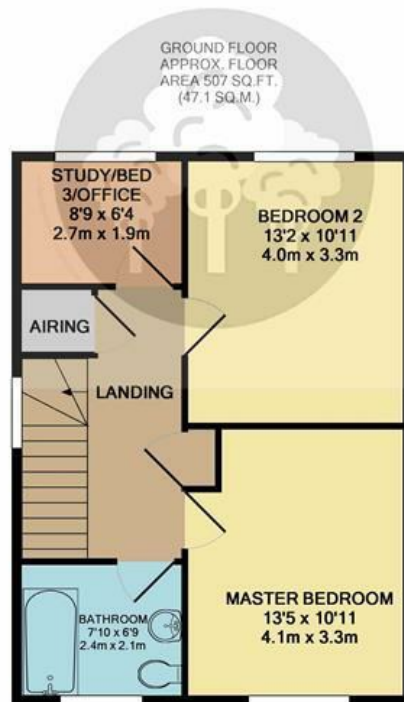 GROUND FLOOR
APPROX. FLOOR
AREA 507 SQ.FT.
(47.1 SQ.M.)
STUDY/BED
3/OFFICE
8'9 x 6'4
2.7m x 1.9m
BEDROOM 2
13'2 x 10'11
4.0m x 3.3m
AIRING
LANDING
BATHROOM
7'10 x 6'9
2.4m x 2.1m
MASTER BEDROOM
13'5 x 10'11
4.1m x 3.3m